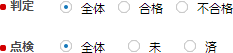 判定 全体 合格 不合格
点検 全体 未 済